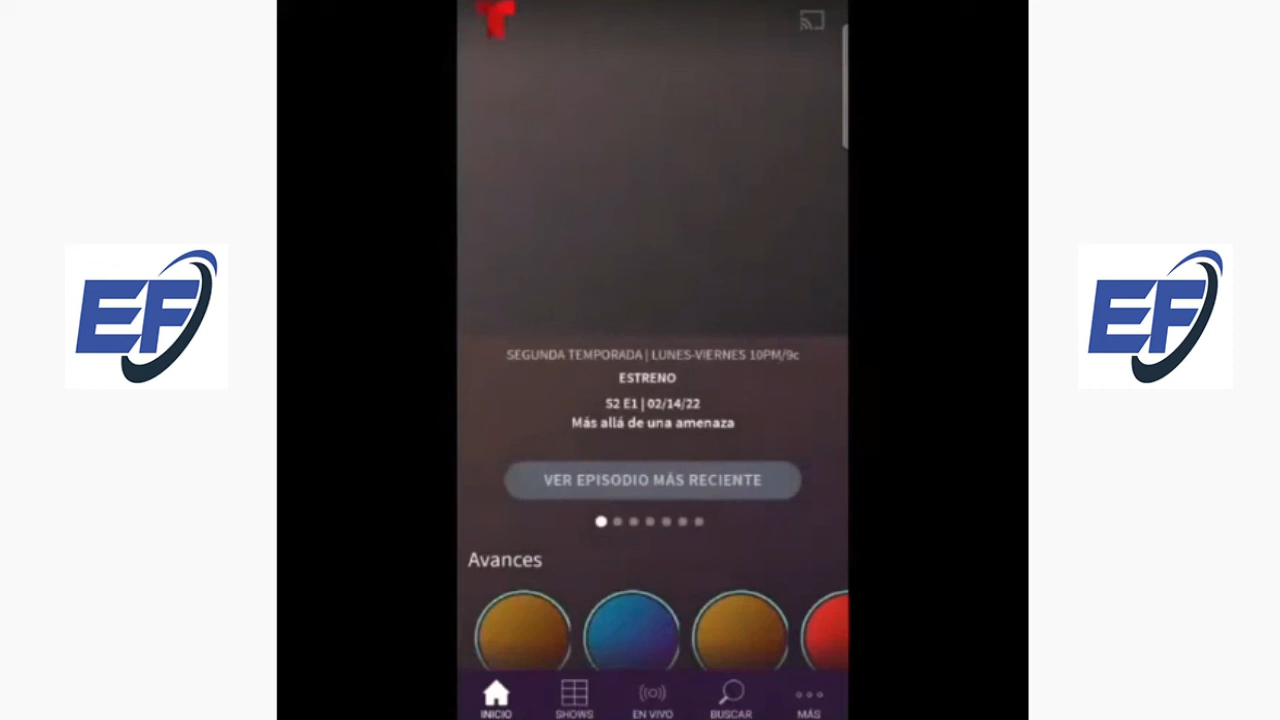 SEGUNDA TEMPORADA | LUNES-VIERNES 10PM/9c
ESTRENO
S2 E1 | 02/14/22
Más allá de una amenaza
VER EPISODIO MÁS RECIENTE
Avances
INICIO
SHOWS
EN VIVO
BUSCAR
MÁS
EF
EF